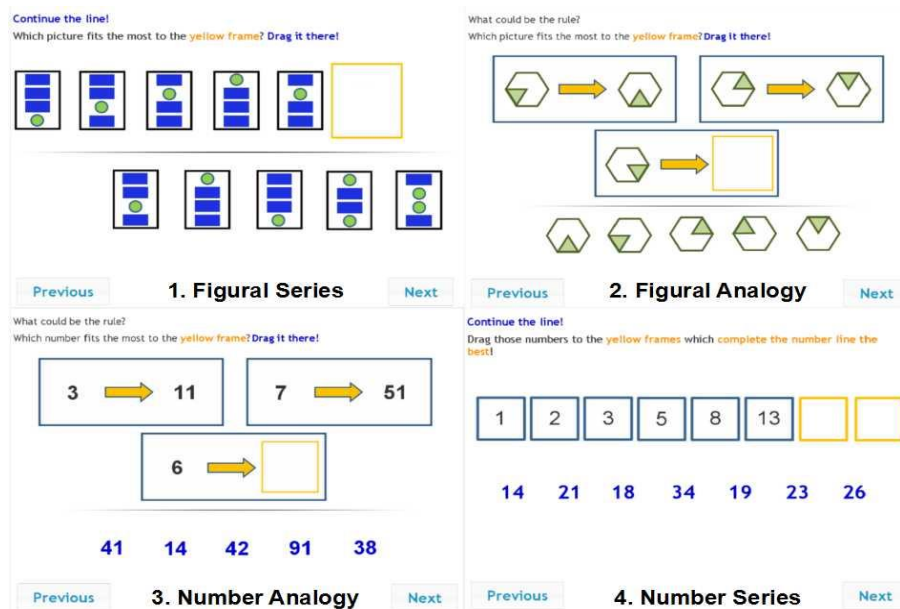 Continue the line!
Which picture fits the most to the yellow frame? Drag it there!
Previous
1. Figural Series
Next
What could be the rule?
Which picture fits the most to the yellow frame? Drag it there!
Previous
2. Figural Analogy
Next
What could be the rule?
Which number fits the most to the yellow frame? Drag it there!
3 11
7 51
6
41 14 42 91 38
Previous
3. Number Analogy
Next
Continue the line!
Drag those numbers to the yellow frames which complete the number line the
best!
1 2 3 5 8 13
14 21 18 34 19 23 26
Previous
4. Number Series
Next